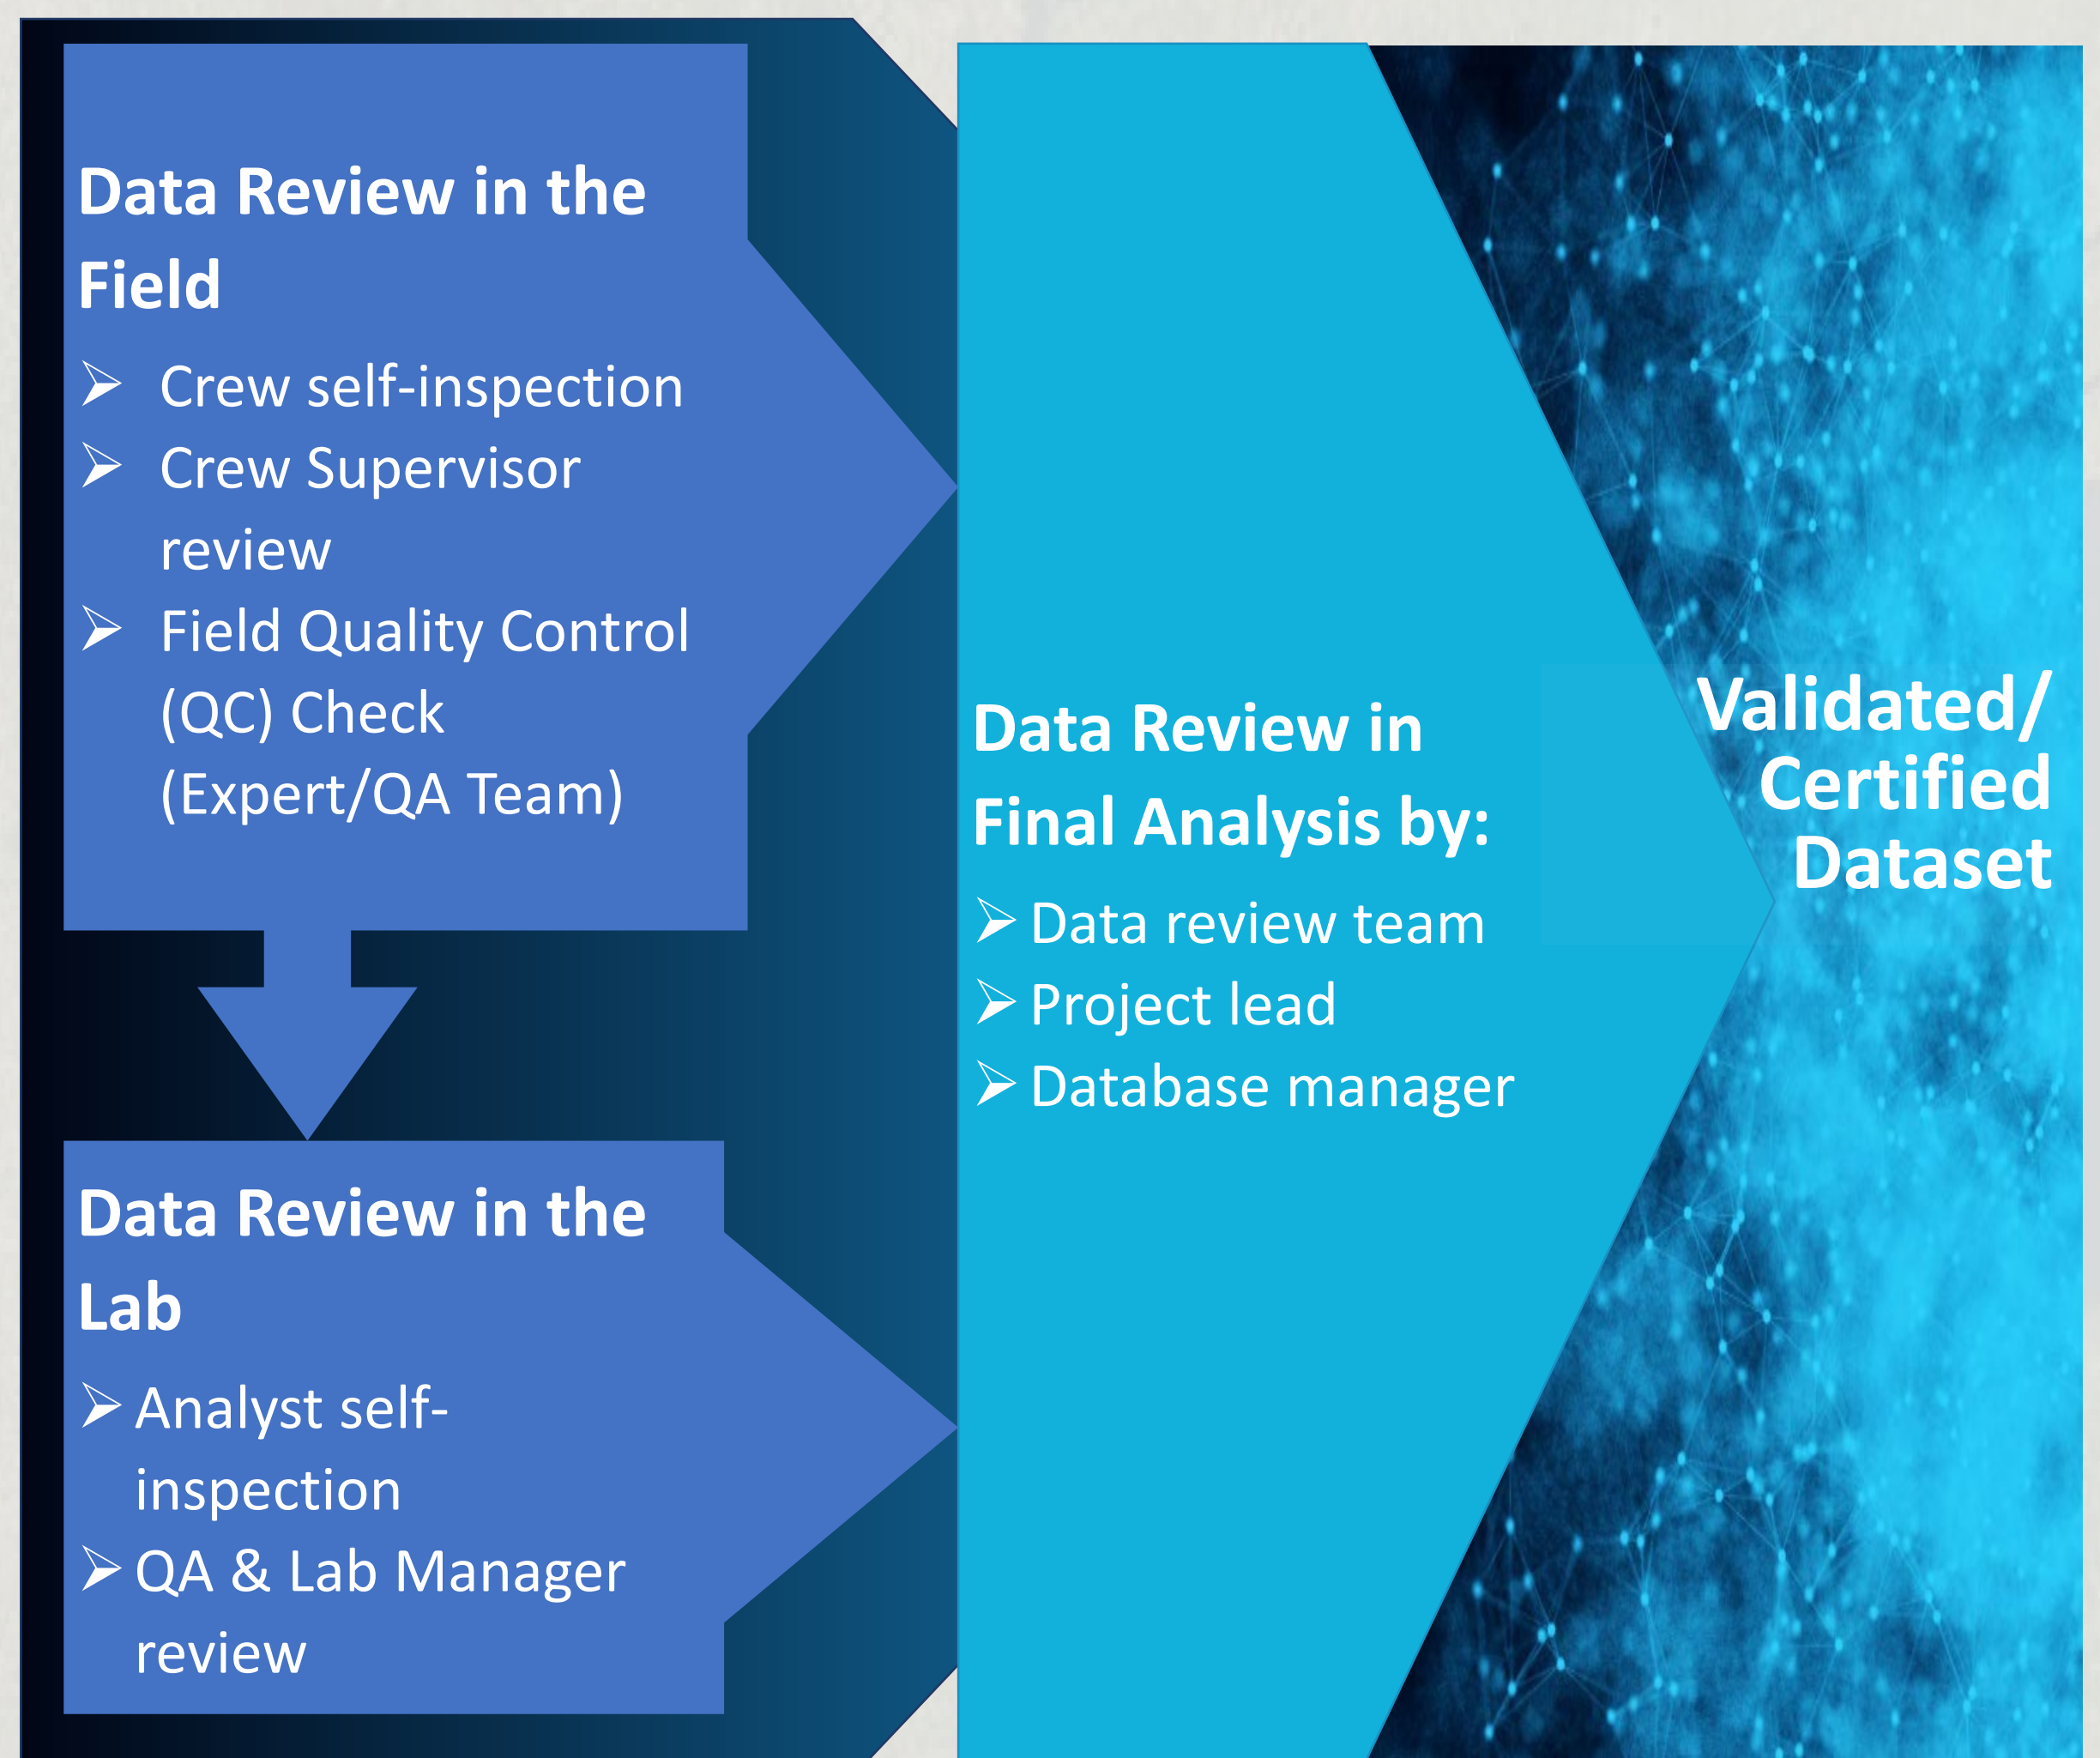 Data Review in the
Field
Crew self-inspection
Crew Supervisor
review
Field Quality Control
(QC) Check
(Expert/QA Team)
Data Review in the
Lab
Analyst self-
inspection
QA & Lab Manager
review
Data Review in
Final Analysis by:
Data review team
Project lead
Database manager
Validated/
Certified
Dataset